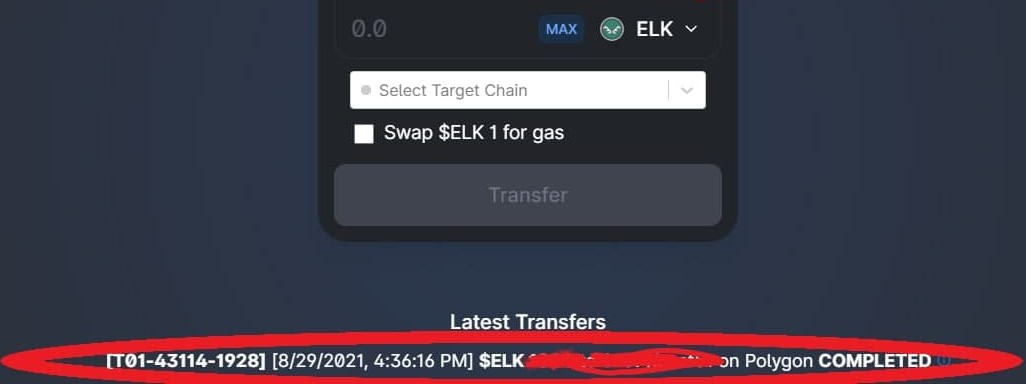 0.0 MAX ELK
Select Target Chain
Swap $ELK 1 for gas
Transfer
Latest Transfers
[T01-43114-1928] [8/29/2021, 4:36:16 PM] $ELK on Polygon COMPLETED